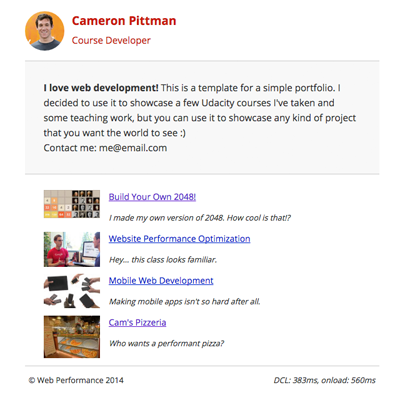 Cameron Pittman
Course Developer
I love web development! This is a template for a simple portfolio. I
decided to use it to showcase a few Udacity courses I've taken and
some teaching work, but you can use it to showcase any kind of project
that you want the world to see :)
Contact me: me@email.com
Build Your Own 2048!
I made my own version of 2048. How cool is that!?
Website Performance Optimization
Hey... this class looks familiar.
Mobile Web Development
Making mobile apps isn't so hard after all.
Cam's Pizzeria
Who wants a performant pizza?
© Web Performance 2014 DCL: 383ms, onload: 560ms